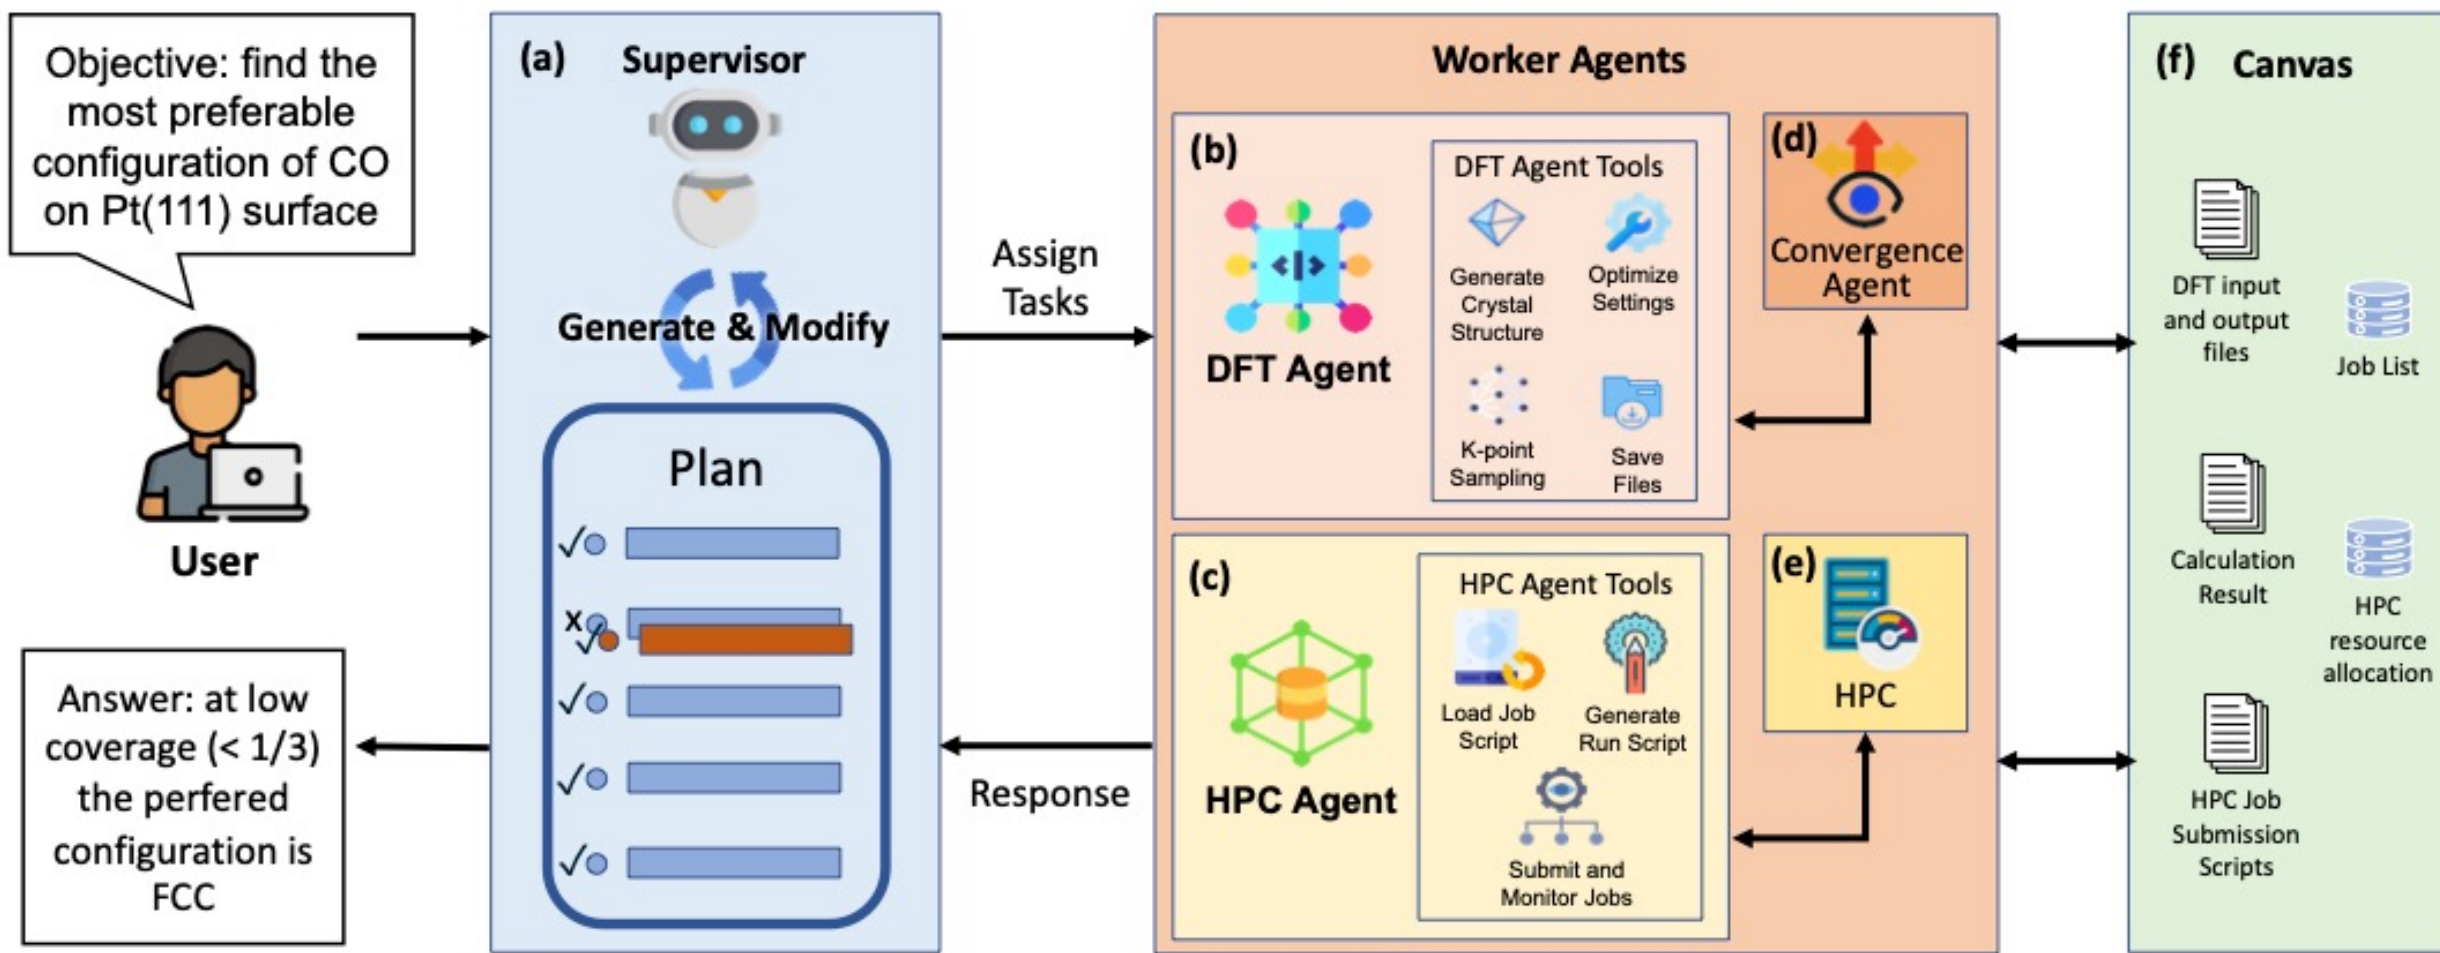 Objective: find the
most preferable
configuration of CO
on Pt(111) surface
User
Answer: at low
coverage (< 1/3)
the perfered
configuration is
FCC
(a) Supervisor
Generate & Modify
Plan
x
Assign
Tasks
Response
Worker Agents
(b)
DFT Agent
DFT Agent Tools
Generate
Crystal
Structure
Optimize
Settings
K-point
Sampling
Save
Files
(c)
HPC Agent
HPC Agent Tools
Load Job
Script
Generate
Run Script
Submit and
Monitor Jobs
(d)
Convergence
Agent
(e)
HPC
(f) Canvas
DFT input
and output
files
Job List
Calculation
Result
HPC
resource
allocation
HPC Job
Submission
Scripts